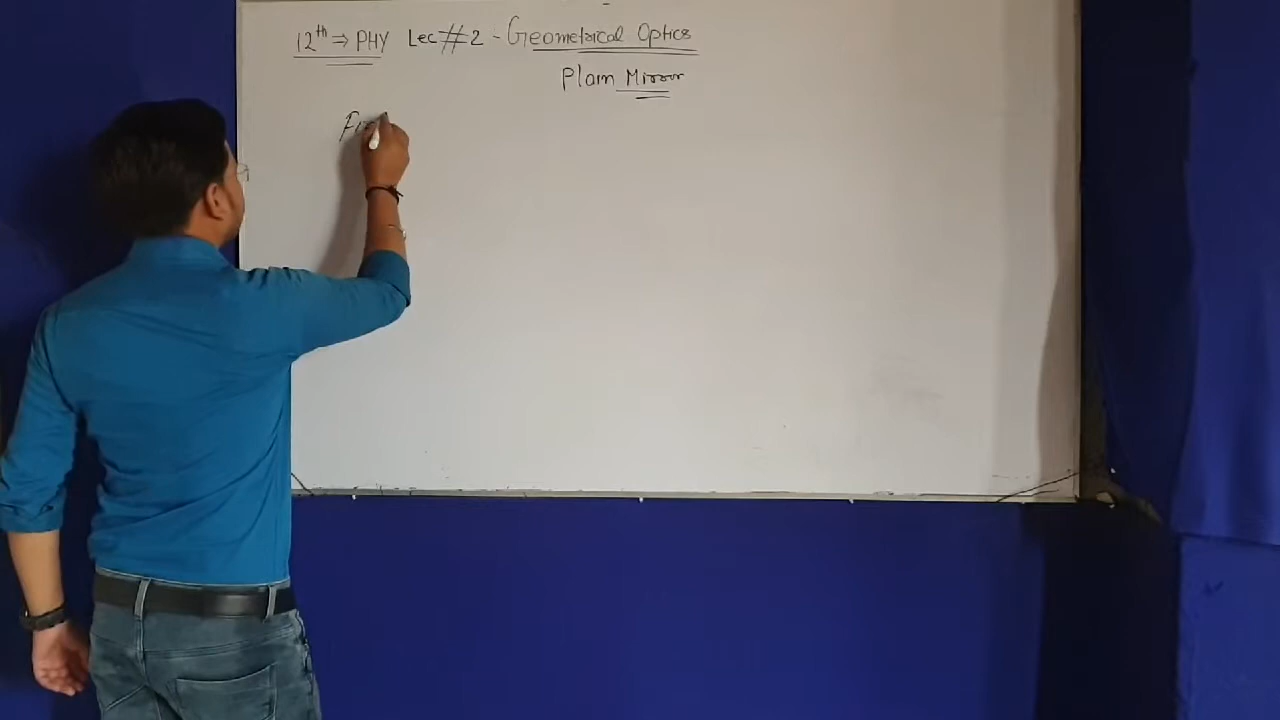 12th ⇒ PHY Lec # 2 - Geometrical Optics
Plain Mirror